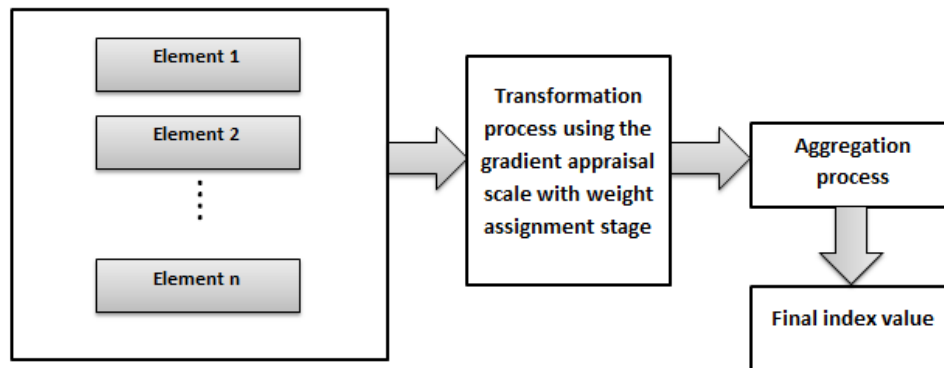 Element 1
Element 2
Element n
Transformation
process using the
gradient appraisal
scale with weight
assignment stage
Aggregation
process
Final index value